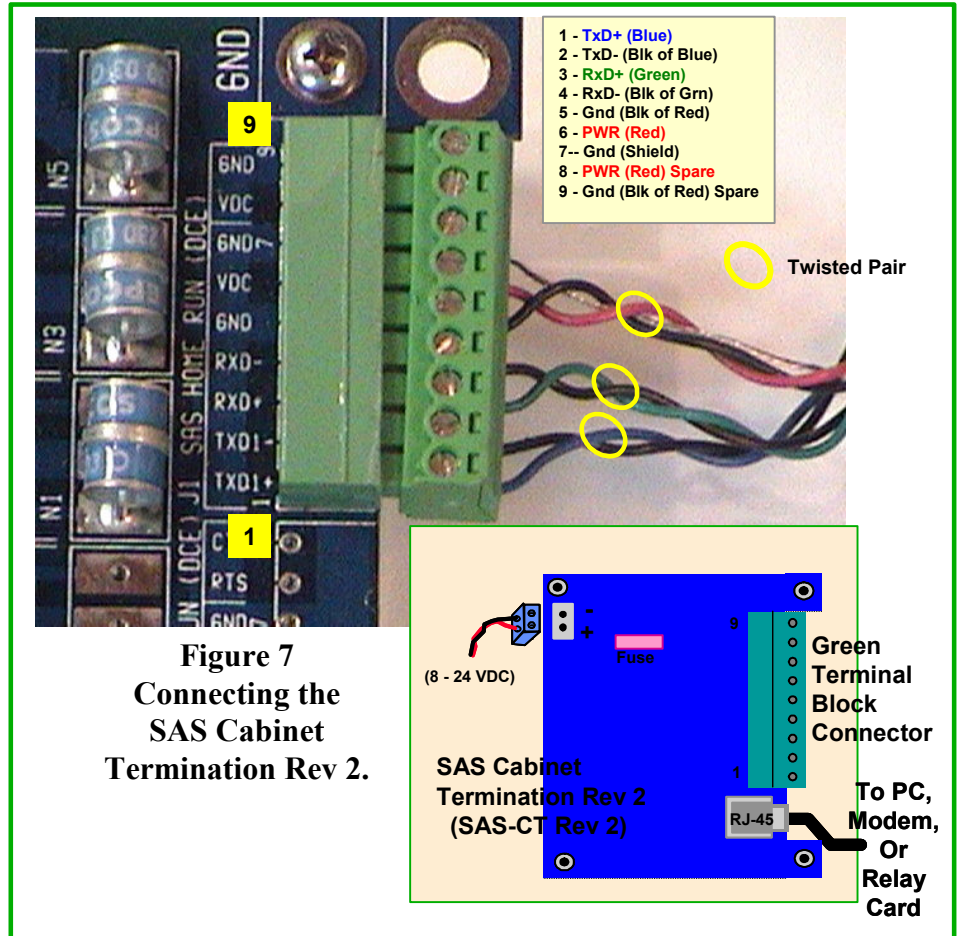 GND
9
GND
VDC
GND 7
VDC
GND
RXD-
RXD+
TXD1-
TXD1+
1
RTS
GND
N5
N3
N1
J1 SAS HOME RUN (DCE)
(DCE)
1 - TxD+ (Blue)
2 - TxD- (Blk of Blue)
3 - RxD+ (Green)
4 - RxD- (Blk of Grn)
5 - Gnd (Blk of Red)
6 - PWR (Red)
7-- Gnd (Shield)
8 - PWR (Red) Spare
9 - Gnd (Blk of Red) Spare
Twisted Pair
Figure 7
Connecting the
SAS Cabinet
Termination Rev 2.
(8 - 24 VDC)
-
+
Fuse
9
1
Green
Terminal
Block
Connector
SAS Cabinet
Termination Rev 2
(SAS-CT Rev 2)
RJ-45
To PC,
Modem,
Or
Relay
Card